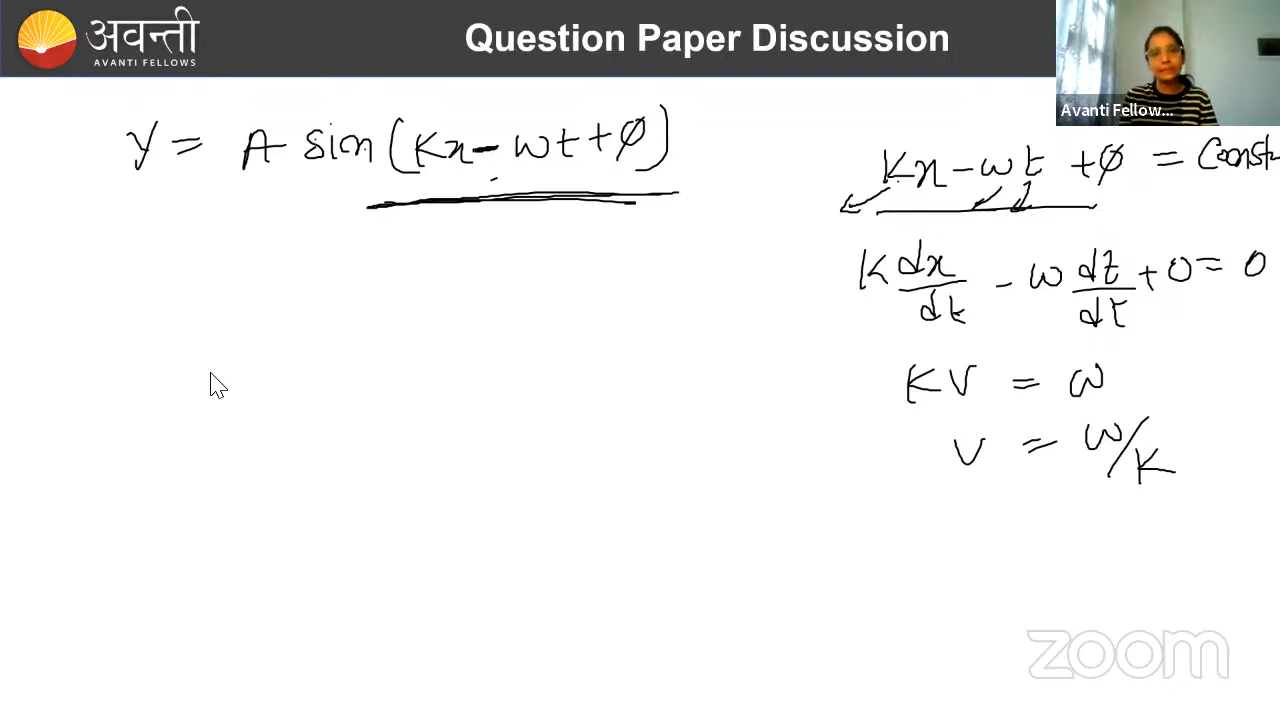 अवन्ती
AVANTI FELLOWS
Question Paper Discussion
Avanti Fellow...
y = A sin(Kx - ωt + ϕ)
Kx - ωt + ϕ = Const
K dx/dt - ω dt/dt + 0 = 0
KV = ω
V = ω/K
zoom